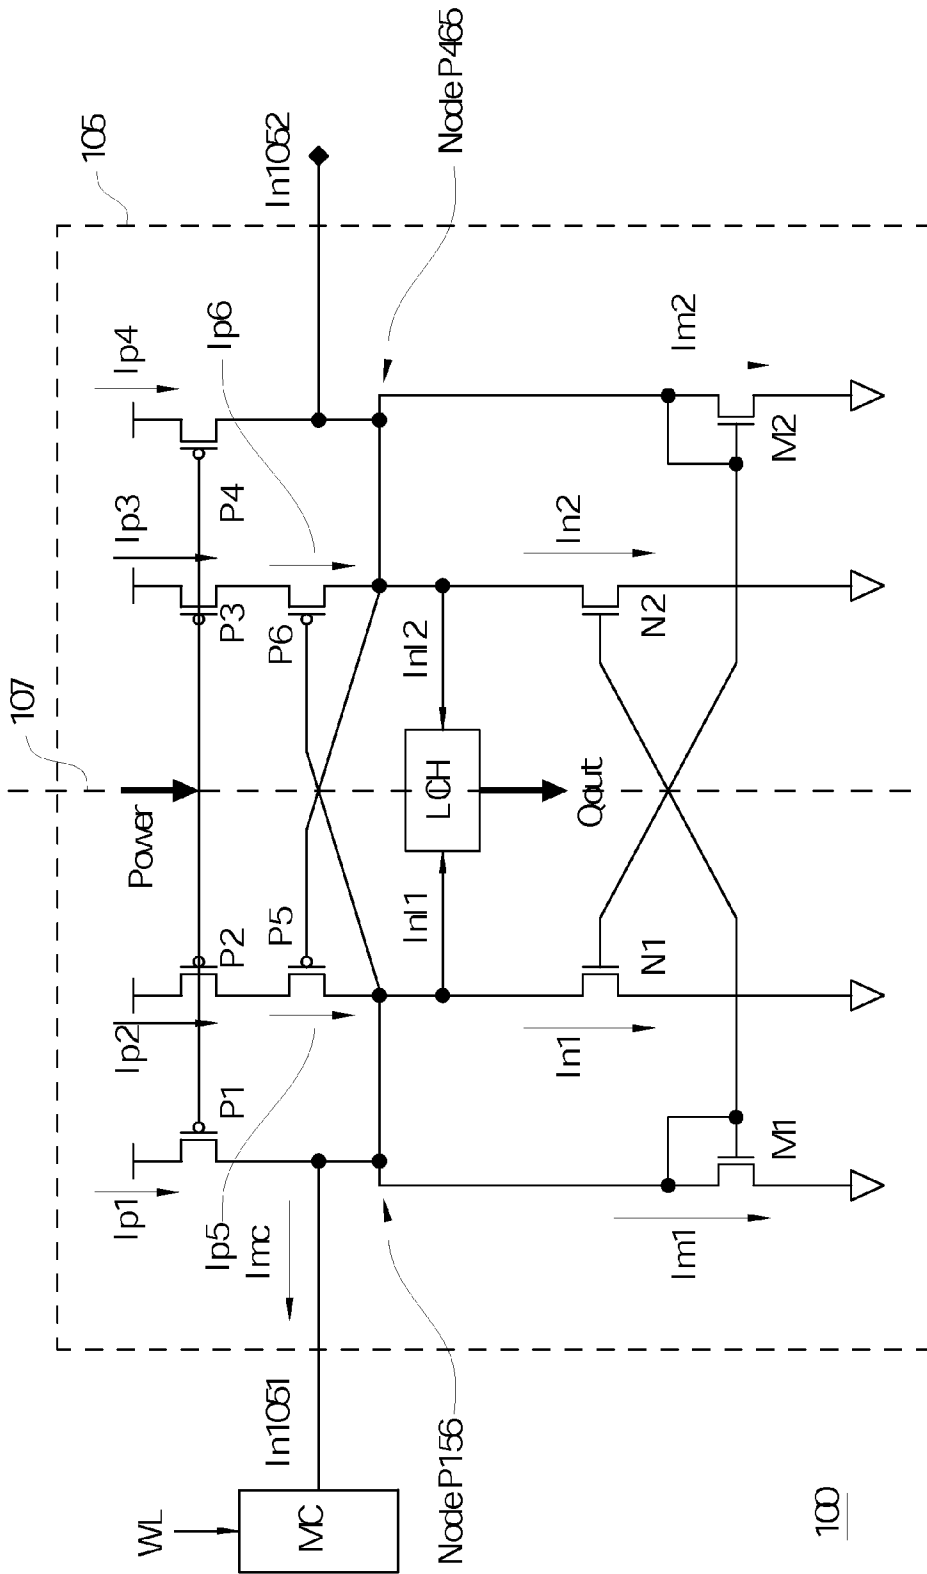 107
105
Ip1
Ip2
Power
Ip3
Ip4
WL
P1
P2
P3
P4
Ip5
Ip6
Imc
P5
P6
In1051
In1052
MC
Inl1
LCH
Inl2
Node P156
Node P465
In1
Qout
In2
N1
N2
Im1
Im2
M1
M2
100